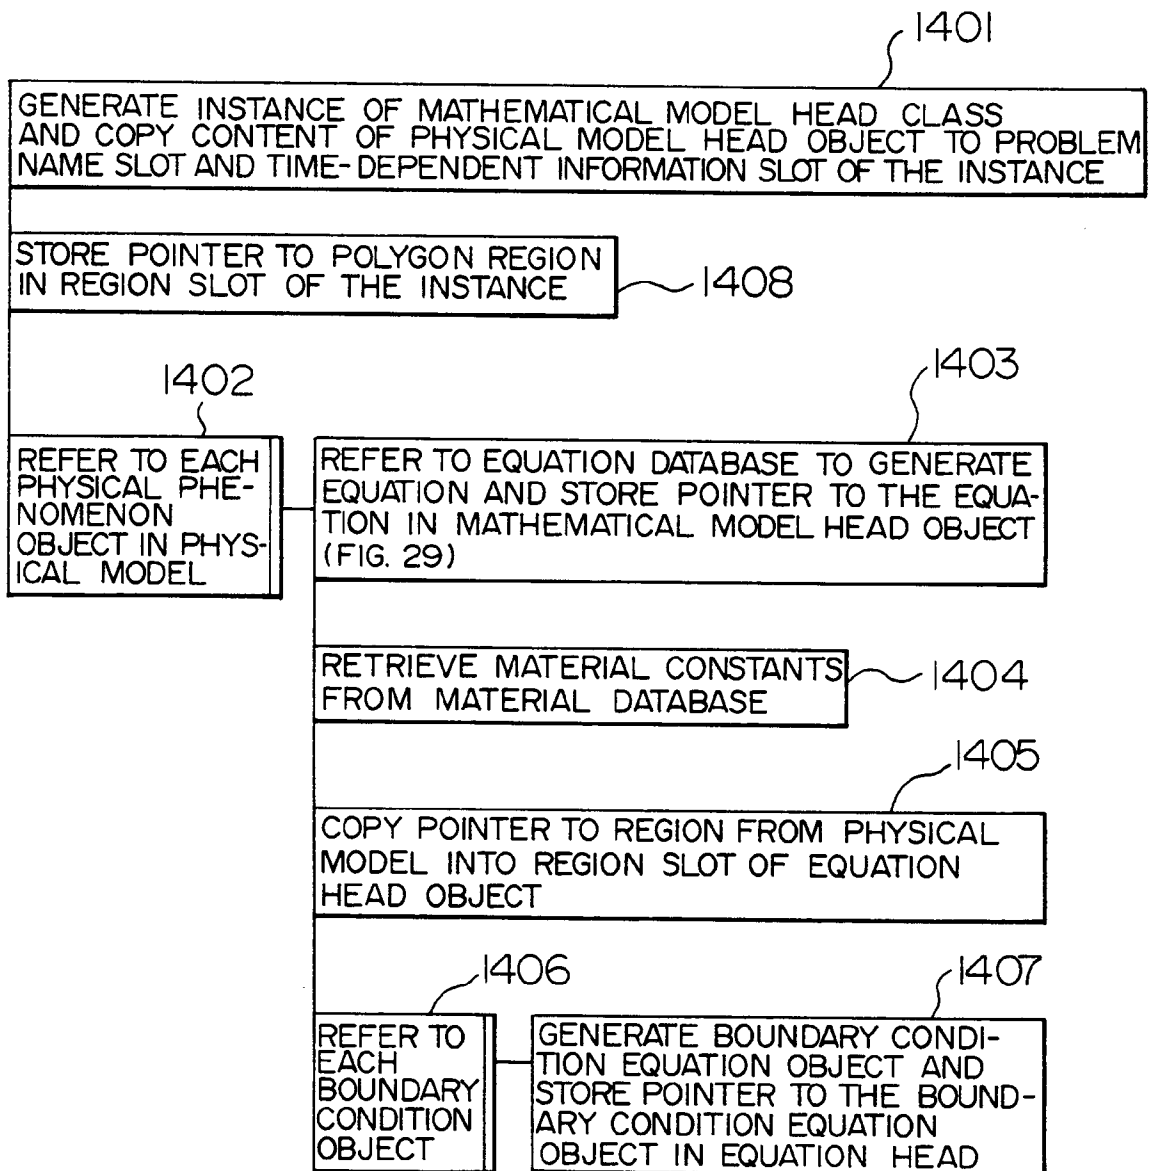 1401
GENERATE INSTANCE OF MATHEMATICAL MODEL HEAD CLASS
AND COPY CONTENT OF PHYSICAL MODEL HEAD OBJECT TO PROBLEM
NAME SLOT AND TIME-DEPENDENT INFORMATION SLOT OF THE INSTANCE
STORE POINTER TO POLYGON REGION
IN REGION SLOT OF THE INSTANCE
1408
1402
REFER TO EACH
PHYSICAL PHE-
NOMENON
OBJECT IN PHYS-
ICAL MODEL
1403
REFER TO EQUATION DATABASE TO GENERATE
EQUATION AND STORE POINTER TO THE EQUA-
TION IN MATHEMATICAL MODEL HEAD OBJECT
(FIG. 29)
RETRIEVE MATERIAL CONSTANTS
FROM MATERIAL DATABASE
1404
1405
COPY POINTER TO REGION FROM PHYSICAL
MODEL INTO REGION SLOT OF EQUATION
HEAD OBJECT
1406
REFER TO
EACH
BOUNDARY
CONDITION
OBJECT
1407
GENERATE BOUNDARY CONDI-
TION EQUATION OBJECT AND
STORE POINTER TO THE BOUND-
ARY CONDITION EQUATION
OBJECT IN EQUATION HEAD